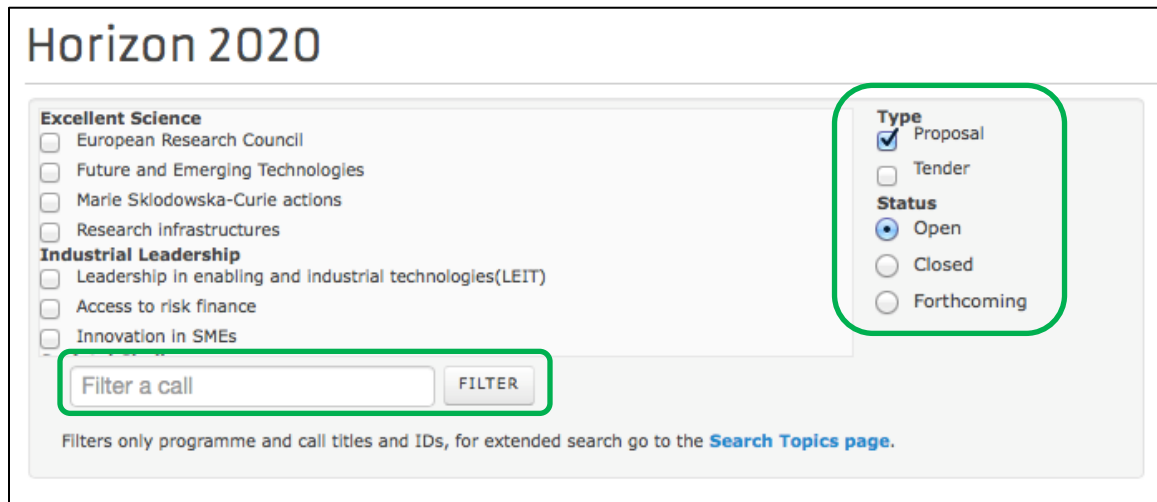 Horizon 2020
Excellent Science
European Research Council
Future and Emerging Technologies
Marie Sklodowska-Curie actions
Research infrastructures
Industrial Leadership
Leadership in enabling and industrial technologies(LEIT)
Access to risk finance
Innovation in SMEs
Type
Proposal
Tender
Status
Open
Closed
Forthcoming
Filter a call
FILTER
Filters only programme and call titles and IDs, for extended search go to the Search Topics page.